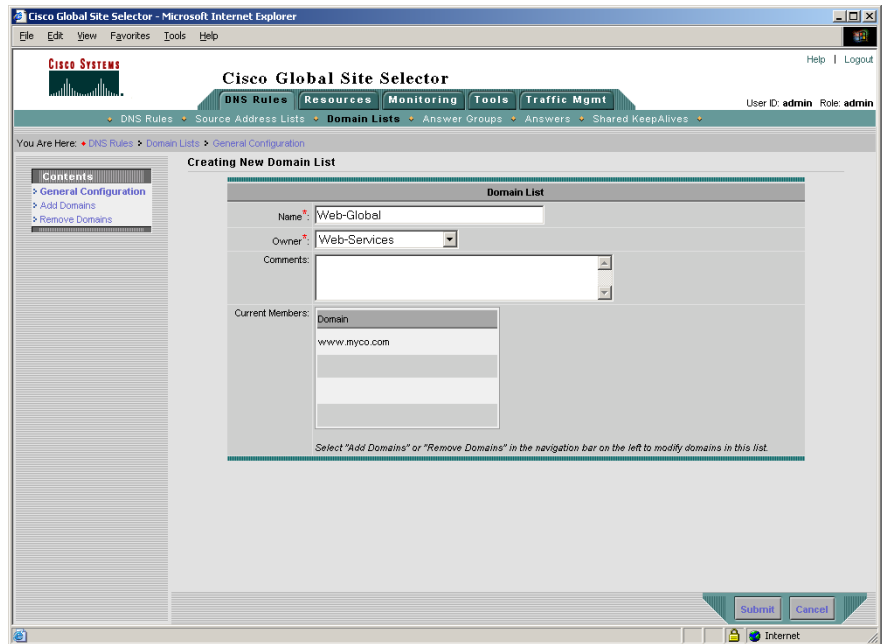 Cisco Global Site Selector - Microsoft Internet Explorer
File Edit View Favorites Tools Help
Help | Logout
CISCO SYSTEMS
Cisco Global Site Selector
DNS Rules Resources Monitoring Tools Traffic Mgmt
User ID: admin Role: admin
DNS Rules Source Address Lists Domain Lists Answer Groups Answers Shared KeepAlives
You Are Here: DNS Rules Domain Lists General Configuration
Creating New Domain List
Contents
General Configuration
Add Domains
Remove Domains
Domain List
Name*: Web-Global
Owner*: Web-Services
Comments:
Current Members:
Domain
www.myco.com
Select "Add Domains" or "Remove Domains" in the navigation bar on the left to modify domains in this list.
Submit Cancel
Internet